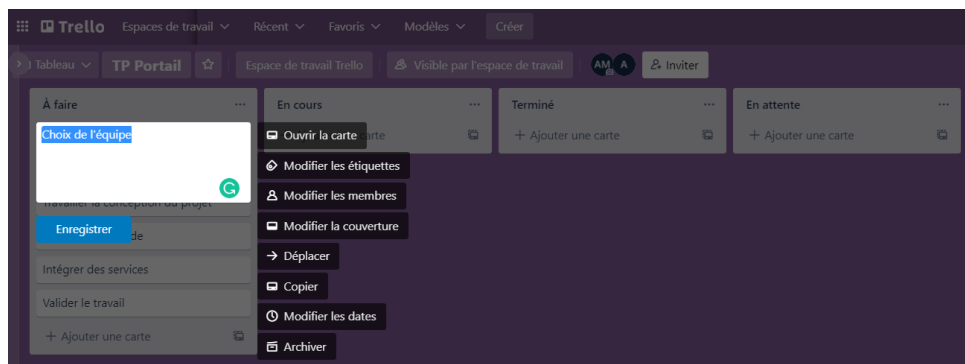 Trello Espaces de travail Récent Favoris Modèles Créer
Tableau TP Portail Espace de travail Trello Visible par l'espace de travail AM A Inviter
À faire ... En cours ... Terminé ... En attente ...
Choix de l'équipe Ouvrir la carte + Ajouter une carte + Ajouter une carte
Modifier les étiquettes
Travailler la conception du projet Modifier les membres
Enregistrer de Modifier la couverture
Intégrer des services Déplacer
Copier
Valider le travail Modifier les dates
+ Ajouter une carte Archiver